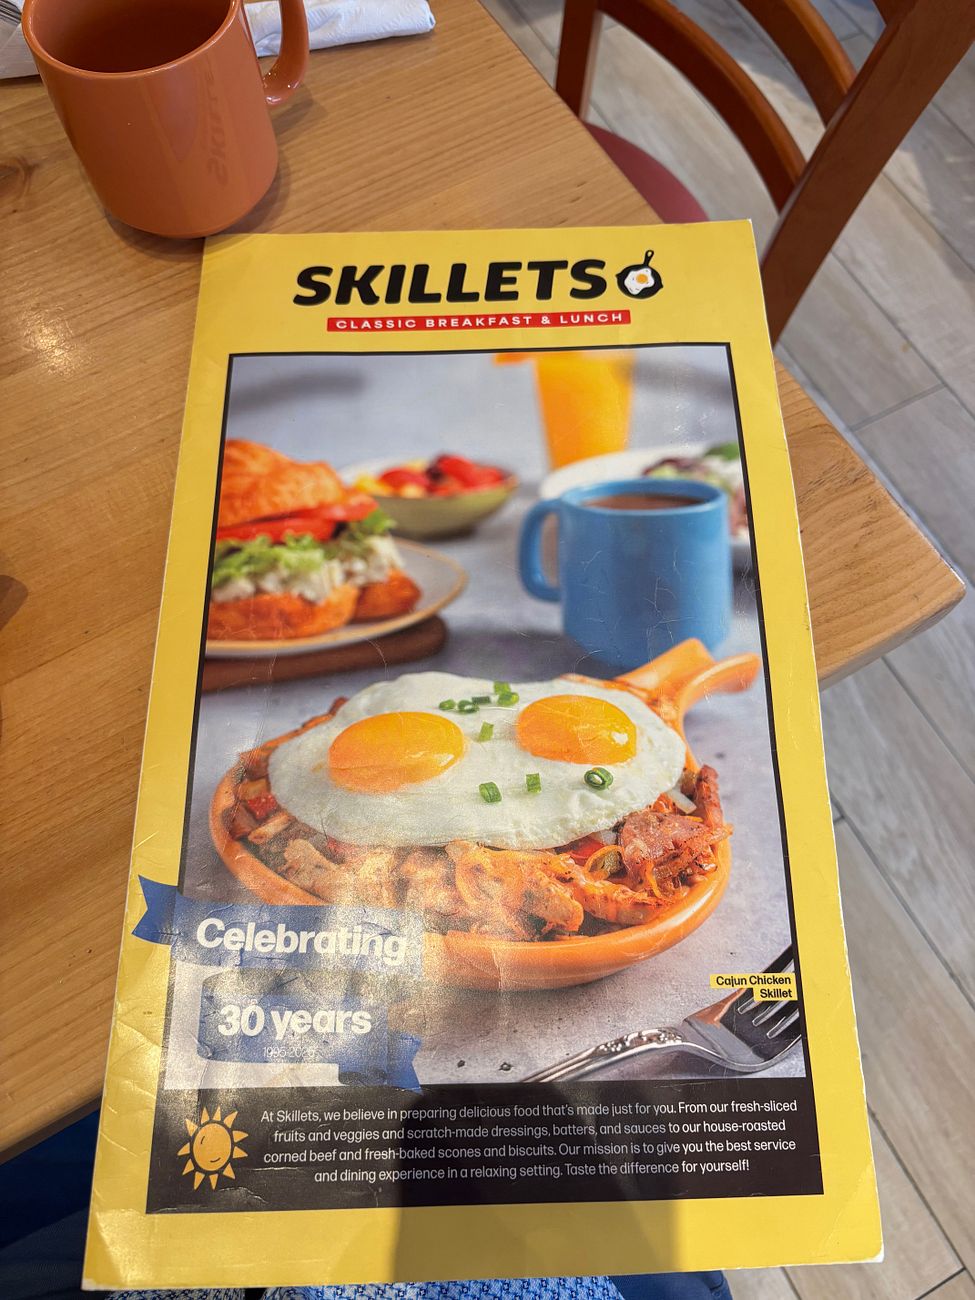 SKILLETS
SKILLETS
CLASSIC BREAKFAST & LUNCH
Celebrating
30 years
Cajun Chicken
Skillet
At Skillets, we believe in preparing delicious food that's made just for you. From our fresh-sliced
fruits and veggies and scratch-made dressings, batters, and sauces to our house-roasted
corned beef and fresh-baked scones and biscuits. Our mission is to give you the best service
and dining experience in a relaxing setting. Taste the difference for yourself!